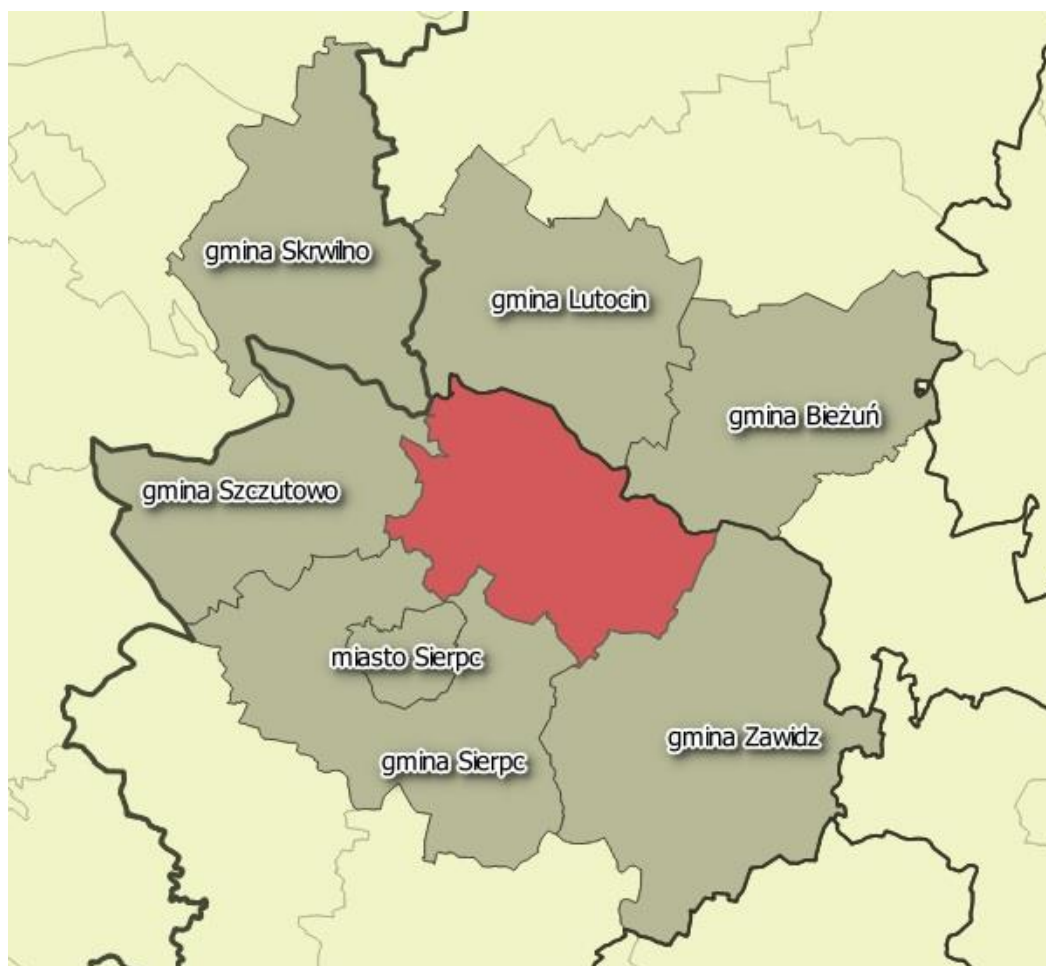 gmina Skrwilno
gmina Lutocin
gmina Bieżuń
gmina Szczutowo
miasto Sierpc
gmina Zawidz
gmina Sierpc